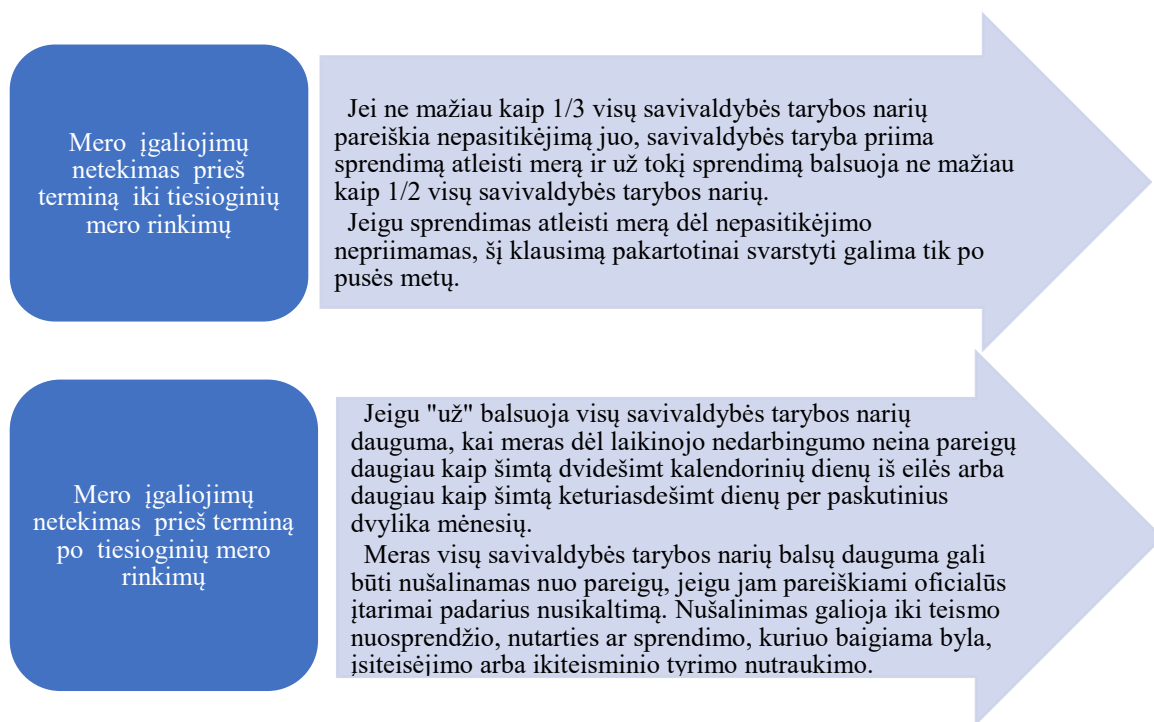 Mero įgaliojimų
netekimas prieš
terminą iki tiesioginių
mero rinkimų
Jei ne mažiau kaip 1/3 visų savivaldybės tarybos narių
pareiškia nepasitikėjimą juo, savivaldybės taryba priima
sprendimą atleisti merą ir už tokį sprendimą balsuoja ne mažiau
kaip 1/2 visų savivaldybės tarybos narių.
Jeigu sprendimas atleisti merą dėl nepasitikėjimo
nepriimamas, šį klausimą pakartotinai svarstyti galima tik po
pusės metų.
Mero įgaliojimų
netekimas prieš terminą
po tiesioginių mero
rinkimų
Jeigu "už" balsuoja visų savivaldybės tarybos narių
dauguma, kai meras dėl laikinojo nedarbingumo neina pareigų
daugiau kaip šimtą dvidešimt kalendorinių dienų iš eilės arba
daugiau kaip šimtą keturiasdešimt dienų per paskutinius
dvylika mėnesių.
Meras visų savivaldybės tarybos narių balsų dauguma gali
būti nušalinamas nuo pareigų, jeigu jam pareiškiami oficialūs
įtarimai padarius nusikaltimą. Nušalinimas galioja iki teismo
nuosprendžio, nutarties ar sprendimo, kuriuo baigiama byla,
įsiteisėjimo arba ikiteisminio tyrimo nutraukimo.